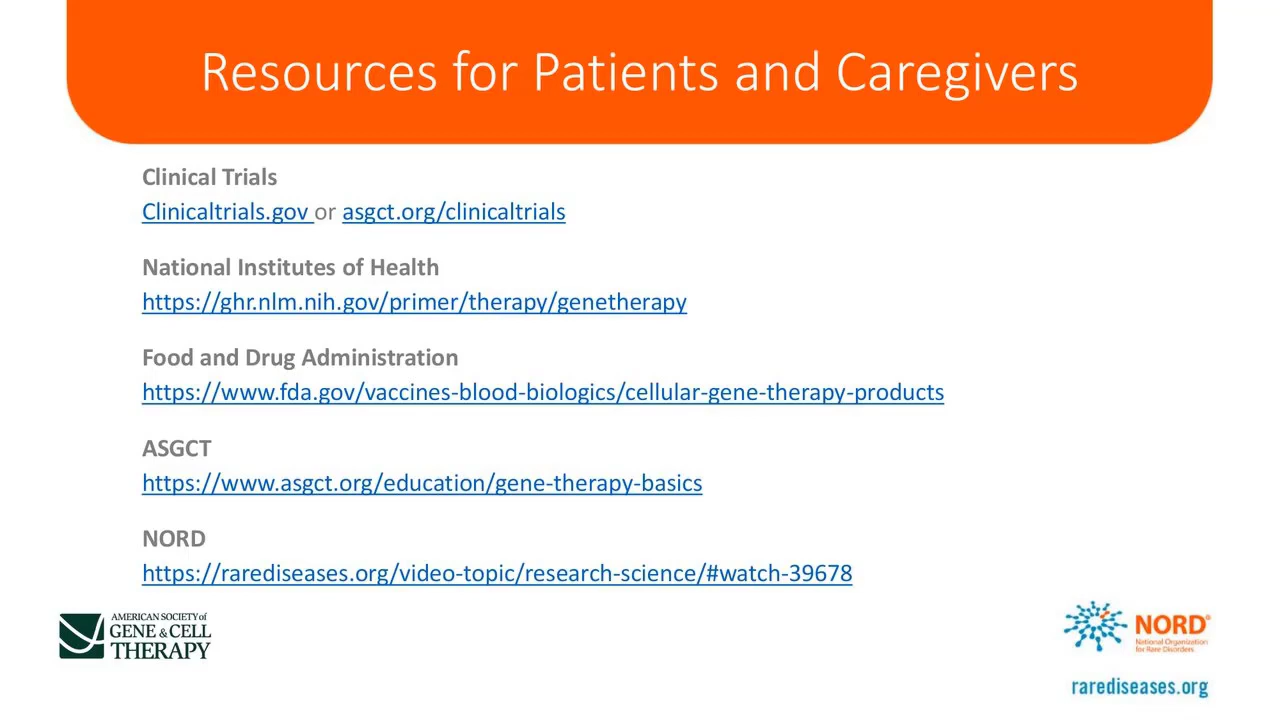 Resources for Patients and Caregivers
Clinical Trials
Clinicaltrials.gov or asgct.org/clinicaltrials
National Institutes of Health
https://ghr.nlm.nih.gov/primer/therapy/genetherapy
Food and Drug Administration
https://www.fda.gov/vaccines-blood-biologics/cellular-gene-therapy-products
ASGCT
https://www.asgct.org/education/gene-therapy-basics
NORD
https://rarediseases.org/video-topic/research-science/#watch-39678
AMERICAN SOCIETY of
GENE & CELL
THERAPY
NORD®
National Organization
for Rare Disorders
rarediseases.org